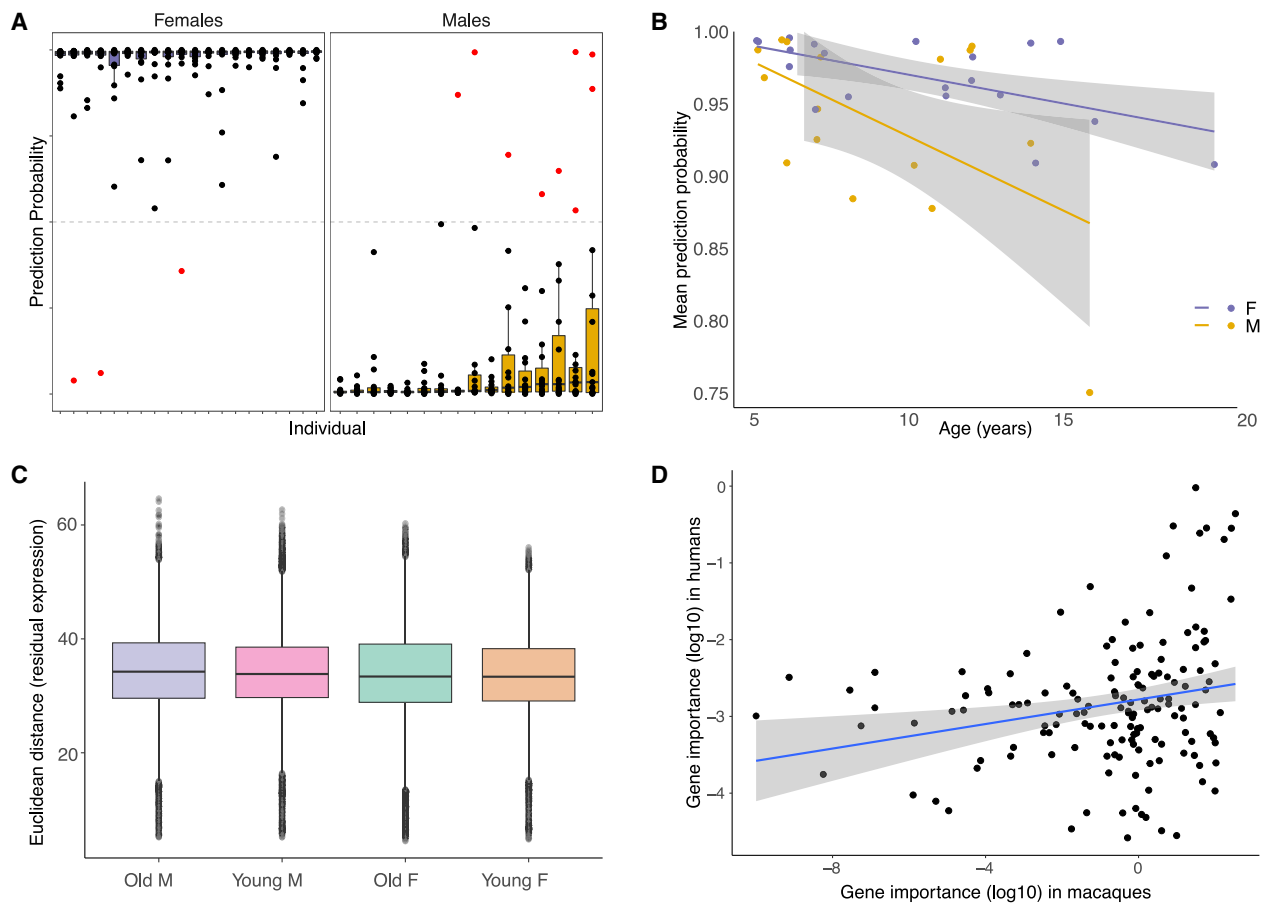 A
Females
Males
Prediction Probability
Individual
B
1.00
0.95
0.90
0.85
0.80
0.75
Mean prediction probability
5
10
15
20
Age (years)
F
M
C
60
40
20
Euclidean distance (residual expression)
Old M
Young M
Old F
Young F
D
0
−1
−2
−3
−4
Gene importance (log10) in humans
−8
−4
0
Gene importance (log10) in macaques